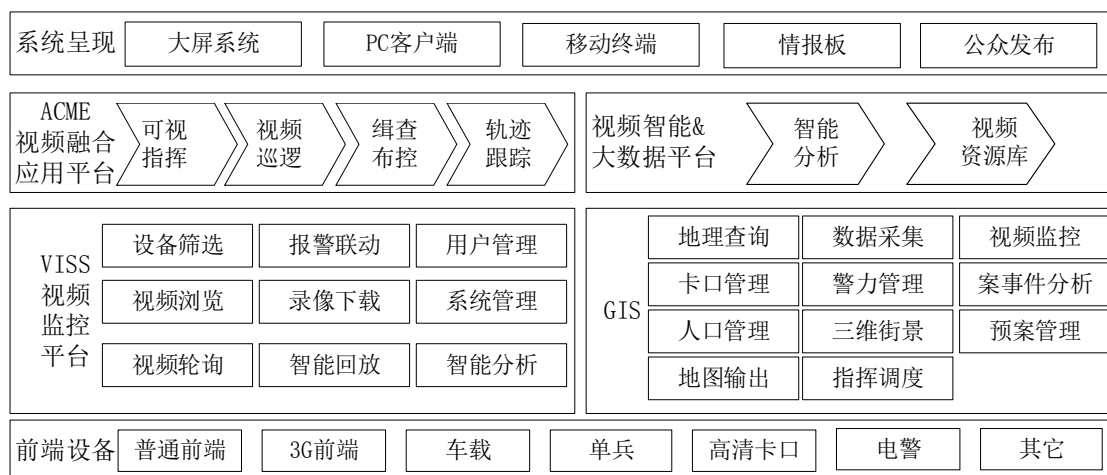 系统呈现 大屏系统 PC客户端 移动终端 情报板 公众发布
ACME
视频融合
应用平台
可视
指挥
视频
巡逻
缉查
布控
轨迹
跟踪
视频智能&
大数据平台
智能
分析
视频
资源库
VISS
视频
监控
平台
设备筛选 报警联动 用户管理
视频浏览 录像下载 系统管理
视频轮询 智能回放 智能分析
GIS
地理查询 数据采集 视频监控
卡口管理 警力管理 案事件分析
人口管理 三维街景 预案管理
地图输出 指挥调度
前端设备 普通前端 3G前端 车载 单兵 高清卡口 电警 其它